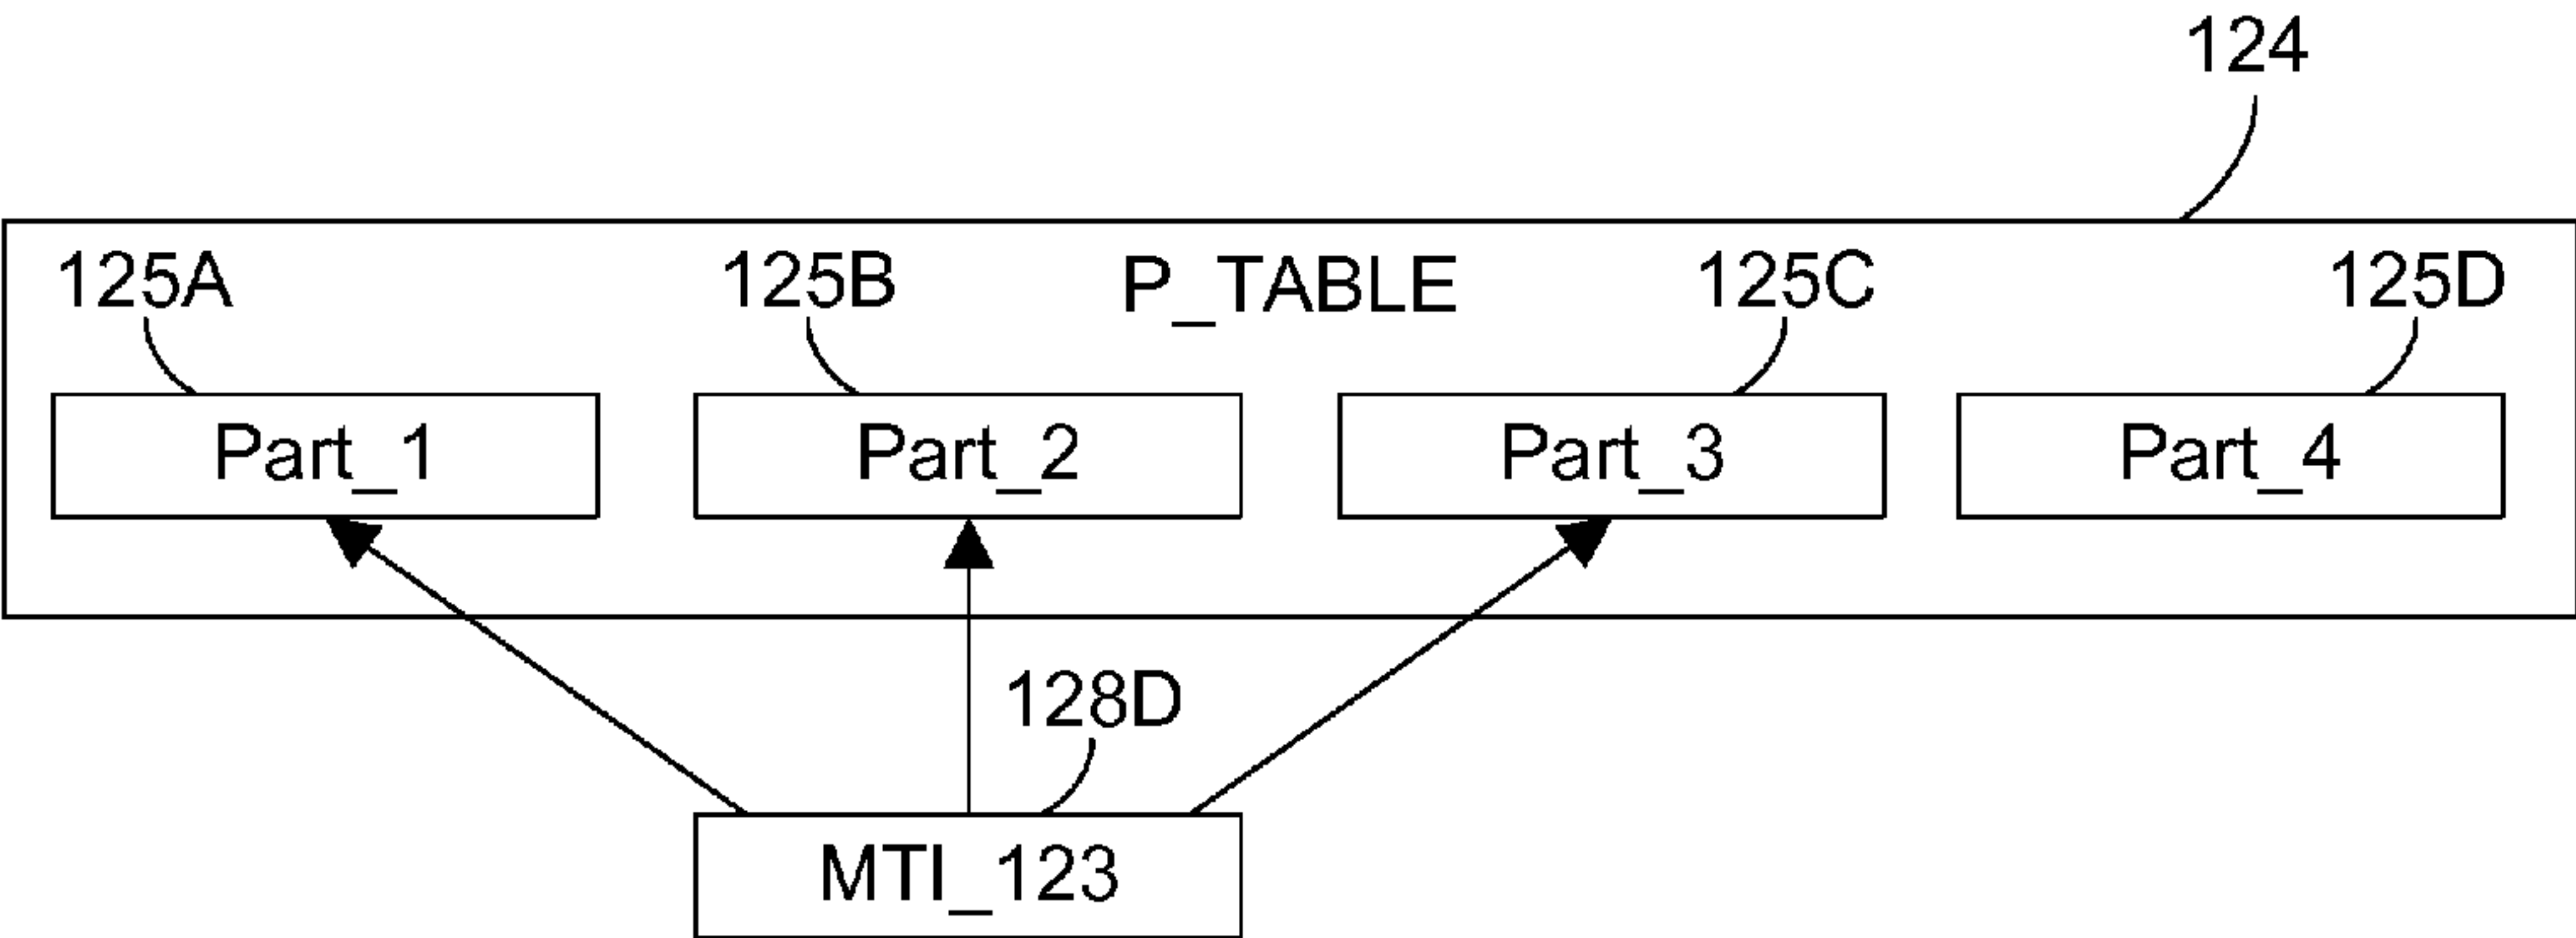 124
125A 125B P_TABLE 125C 125D
Part_1 Part_2 Part_3 Part_4
128D
MTI_123